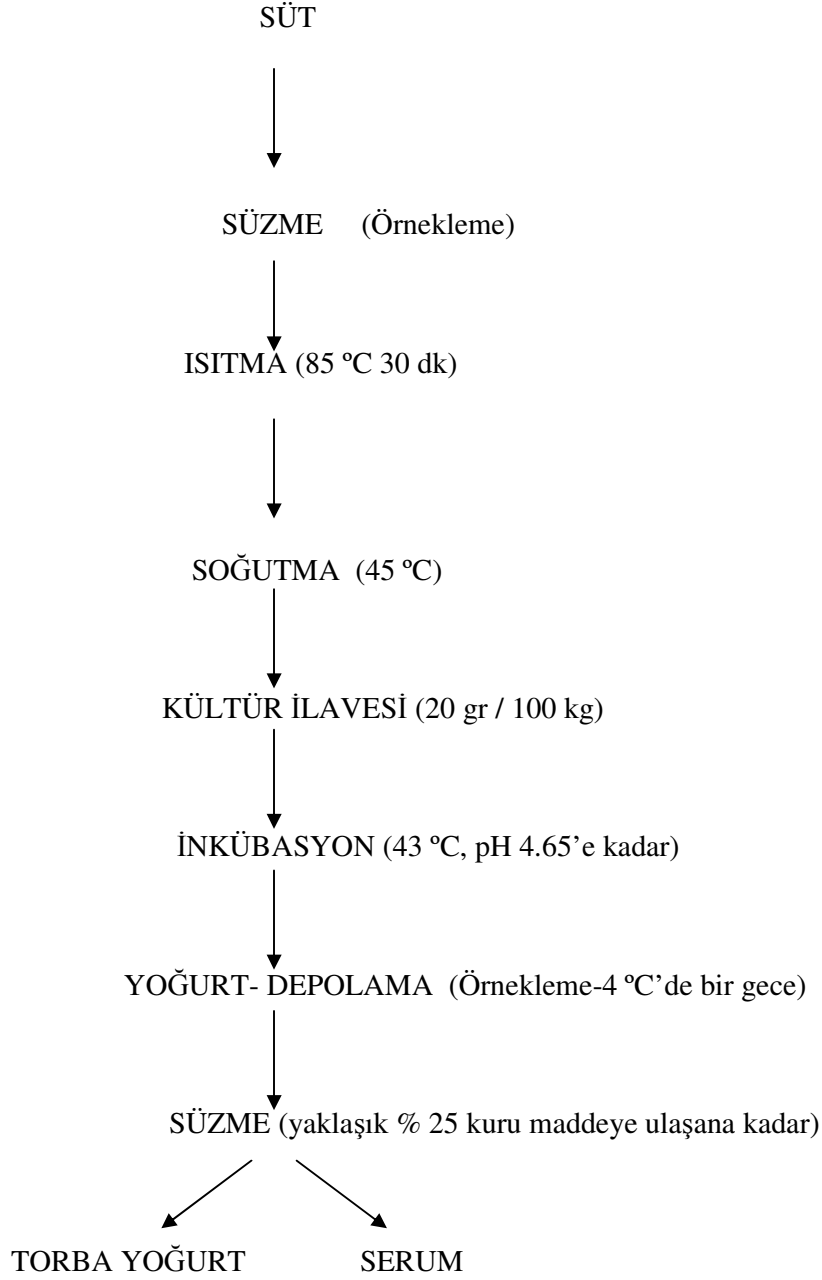 SÜT
SÜZME (Örnekleme)
ISITMA (85 ºC 30 dk)
SOĞUTMA (45 ºC)
KÜLTÜR İLAVESİ (20 gr / 100 kg)
İNKÜBASYON (43 ºC, pH 4.65’e kadar)
YOĞURT- DEPOLAMA (Örnekleme-4 ºC’de bir gece)
SÜZME (yaklaşık % 25 kuru maddeye ulaşana kadar)
TORBA YOĞURT SERUM